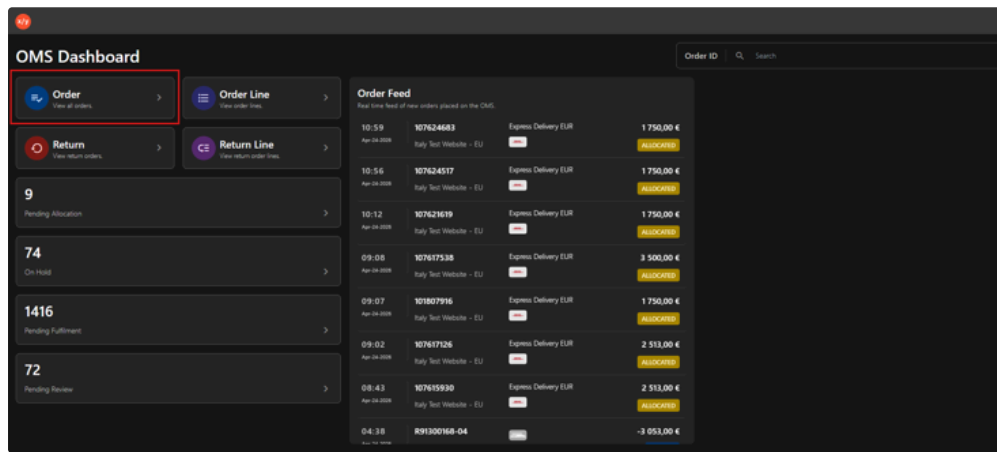 x/y
OMS Dashboard
Order ID
Search
Order
View all orders.
Order Line
View order lines.
Return
View return orders.
Return Line
View return order lines.
9
Pending Allocation
74
On Hold
1416
Pending Fulfilment
72
Pending Review
Order Feed
Real time feed of new orders placed on the OMS.
10:59 107624683 Express Delivery EUR 1 750,00 €
Apr-24-2026 Italy Test Website - EU ALLOCATED
10:56 107624517 Express Delivery EUR 1 750,00 €
Apr-24-2026 Italy Test Website - EU ALLOCATED
10:12 107621619 Express Delivery EUR 1 750,00 €
Apr-24-2026 Italy Test Website - EU ALLOCATED
09:08 107617538 Express Delivery EUR 3 500,00 €
Apr-24-2026 Italy Test Website - EU ALLOCATED
09:07 101807916 Express Delivery EUR 1 750,00 €
Apr-24-2026 Italy Test Website - EU ALLOCATED
09:02 107617126 Express Delivery EUR 2 513,00 €
Apr-24-2026 Italy Test Website - EU ALLOCATED
08:43 107615930 Express Delivery EUR 2 513,00 €
Apr-24-2026 Italy Test Website - EU ALLOCATED
04:38 R91300168-04 -3 053,00 €